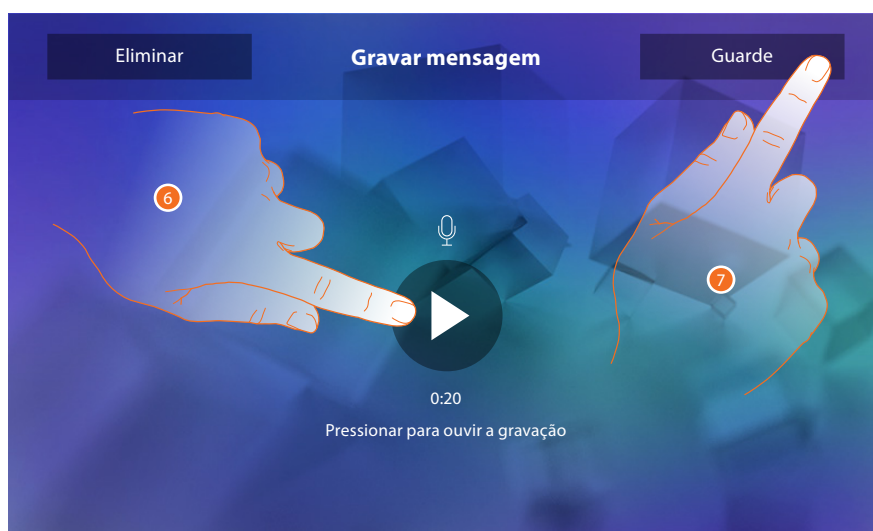 Eliminar
Gravar mensagem
Guarde
6
7
0:20
Pressionar para ouvir a gravação